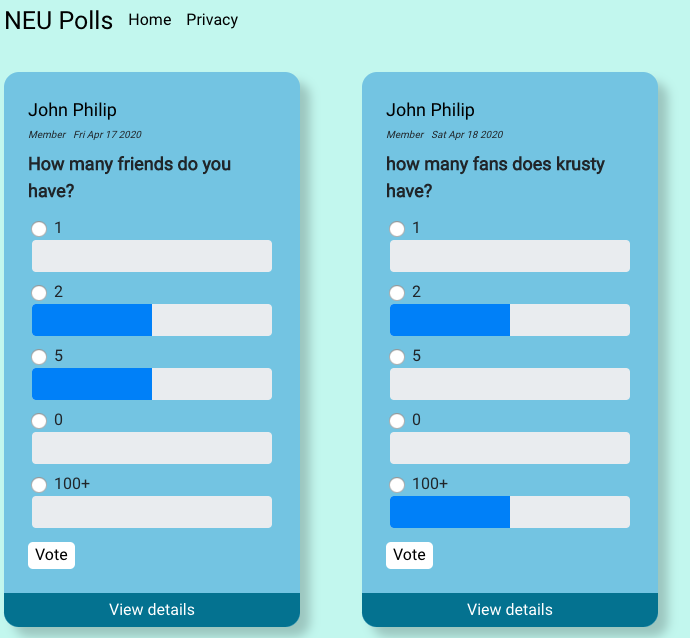 NEU Polls Home Privacy
John Philip
Member Fri Apr 17 2020
How many friends do you
have?
1
2
5
0
100+
Vote
View details
John Philip
Member Sat Apr 18 2020
how many fans does krusty
have?
1
2
5
0
100+
Vote
View details